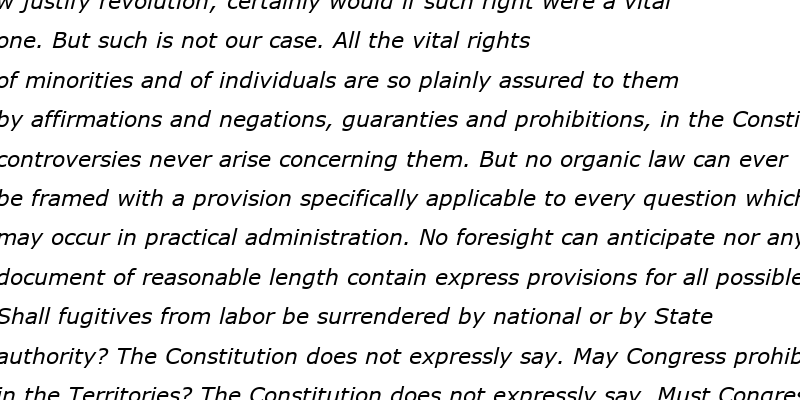 justify revolution; certainly would if such right were a vital
one. But such is not our case. All the vital rights
of minorities and of individuals are so plainly assured to them
by affirmations and negations, guaranties and prohibitions, in the Consti
controversies never arise concerning them. But no organic law can ever
be framed with a provision specifically applicable to every question which
may occur in practical administration. No foresight can anticipate nor any
document of reasonable length contain express provisions for all possible
Shall fugitives from labor be surrendered by national or by State
authority? The Constitution does not expressly say. May Congress prohib
in the Territories? The Constitution does not expressly say. Must Congres